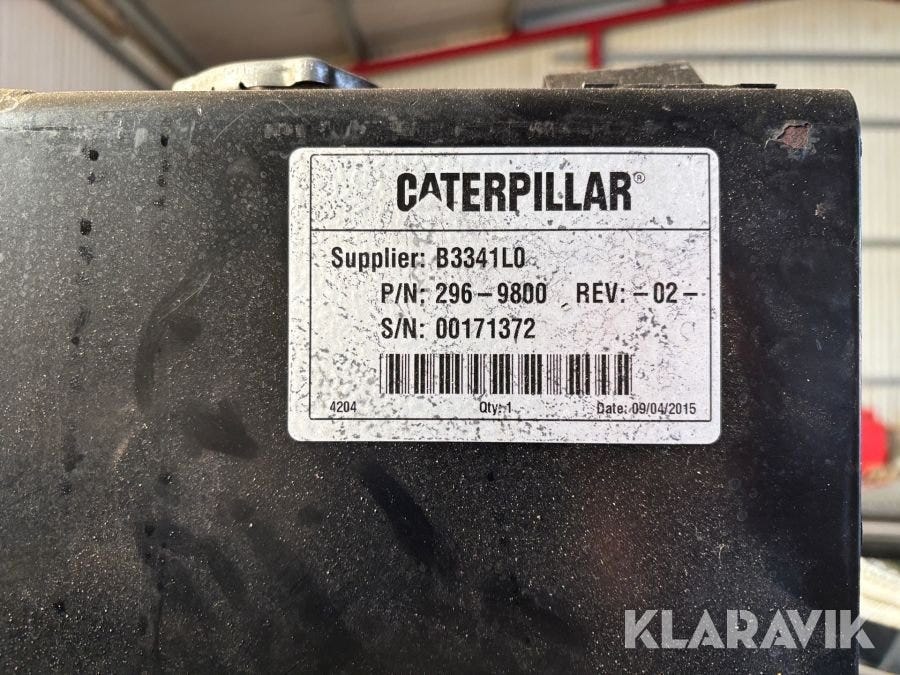 CATERPILLAR®
Supplier: B3341L0
P/N: 296-9800 REV: -02-
S/N: 00171372
4204 Qty: 1 Date: 09/04/2015
KLARAVIK